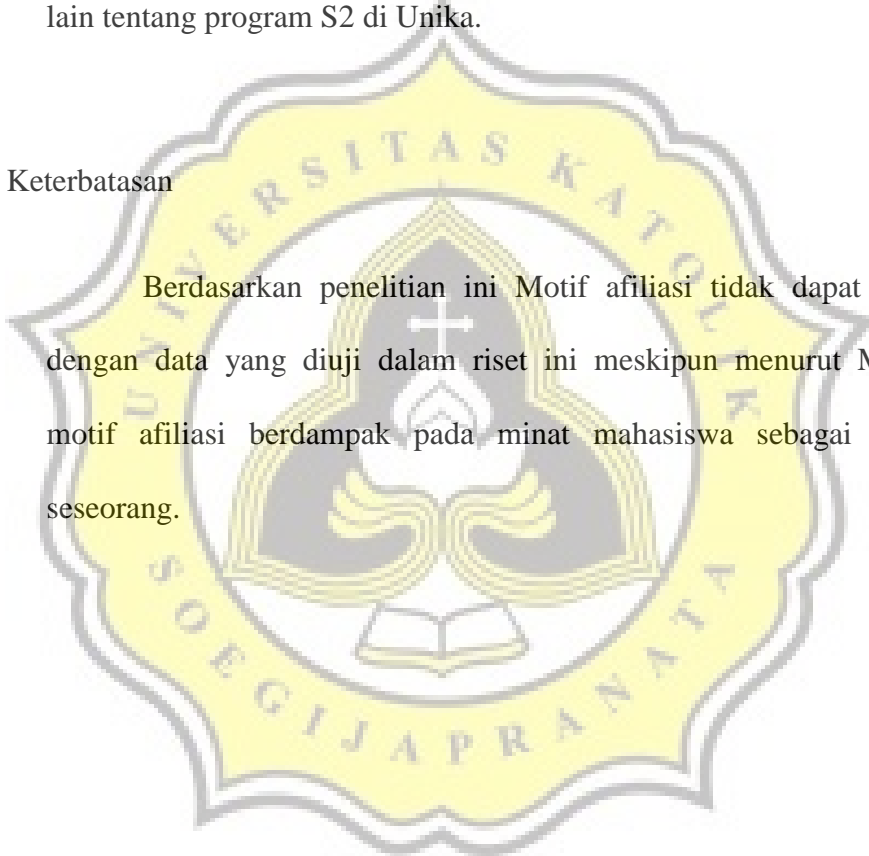 lain tentang program S2 di Unika.
Keterbatasan
Berdasarkan penelitian ini Motif afiliasi tidak dapat
dengan data yang diuji dalam riset ini meskipun menurut M
motif afiliasi berdampak pada minat mahasiswa sebagai
seseorang.
UNIVERSITAS KATOLIK
SOEGIJAPRANATA